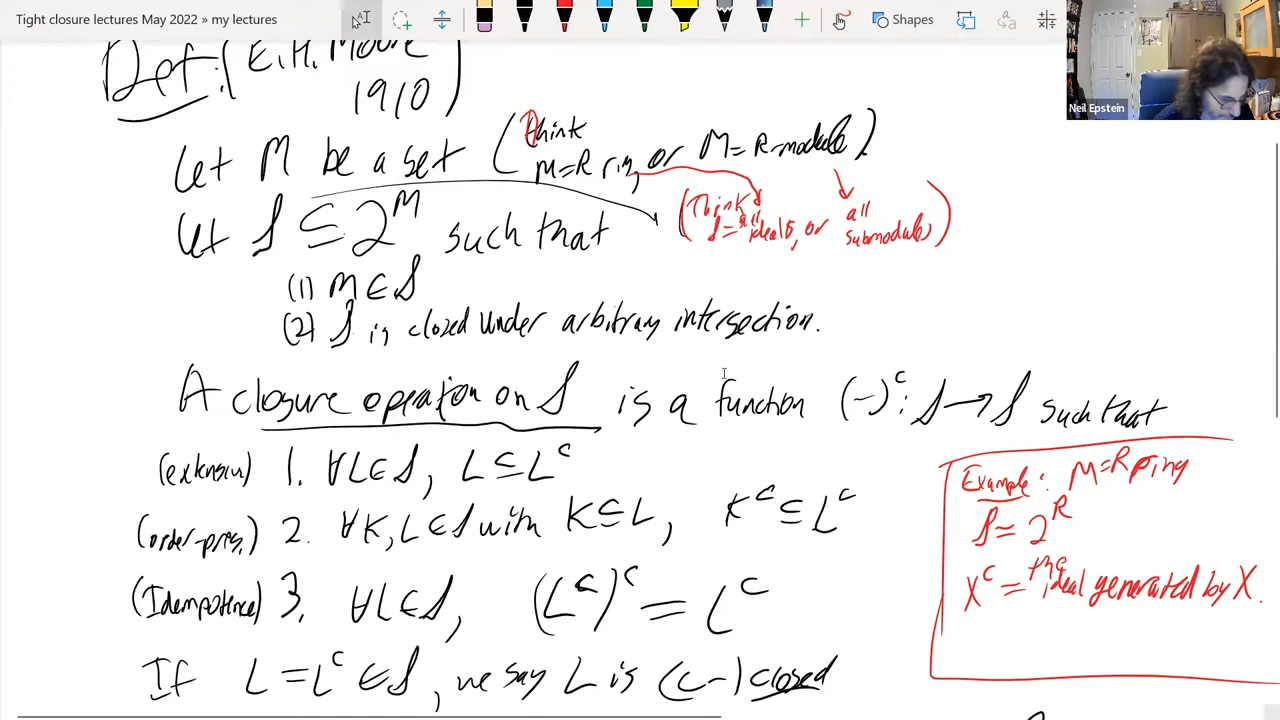 Tight closure lectures May 2022 » my lectures
Shapes
Neil Epstein
Def: (E.H. Moore
1910)
Let M be a set (Think M=R ring, or M=R-module).
Let 𝒮 ⊆ 2^M such that (Think 𝒮 = all ideals, or all submodules)
(1) M ∈ 𝒮
(2) 𝒮 is closed under arbitrary intersection.
A closure operation on 𝒮 is a function (-)^c : 𝒮 → 𝒮 such that
(extension) 1. ∀L∈𝒮, L ⊆ L^c
(order-pres.) 2. ∀K, L ∈ 𝒮 with K ⊆ L, K^c ⊆ L^c
(Idempotence) 3. ∀L∈𝒮, (L^c)^c = L^c
If L = L^c ∈ 𝒮, we say L is (c-) closed
Example: M=R ring
𝒮 = 2^R
X^c = the ideal generated by X.